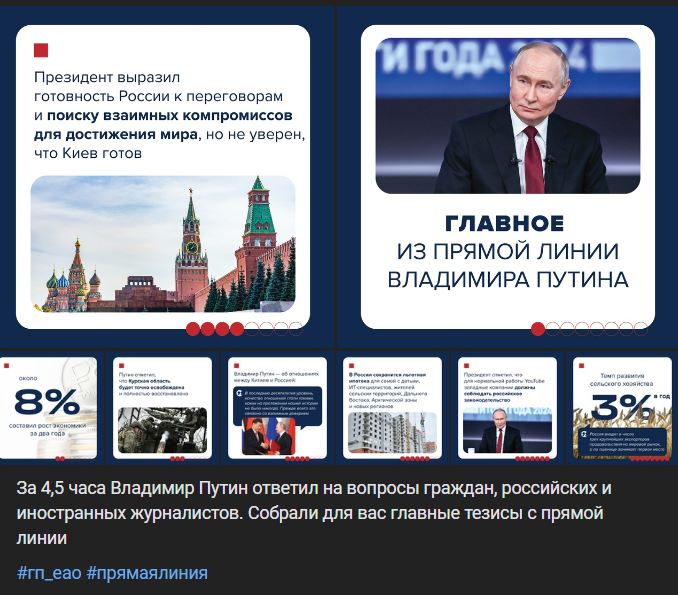 Президент выразил
готовность России к переговорам
и поиску взаимных компромиссов
для достижения мира, но не уверен,
что Киев готов
И ГОДА 2024
ГЛАВНОЕ
ИЗ ПРЯМОЙ ЛИНИИ
ВЛАДИМИРА ПУТИНА
около
8%
составил рост экономики
за два года
Путин отметил,
что Курская область
будет точно освобождена
и полностью восстановлена
Владимир Путин — об отношениях
между Китаем и Россией:
В России сохранится льготная
ипотека для семей с детьми,
ИТ-специалистов, жителей
сельских территорий, Дальнего
Востока, Арктической зоны
и новых регионов
Президент отметил, что
для нормальной работы YouTube
западные компании должны
соблюдать российское
законодательство
ГОДА 2024
Темп развития
сельского хозяйства
3% в год
За 4,5 часа Владимир Путин ответил на вопросы граждан, российских и
иностранных журналистов. Собрали для вас главные тезисы с прямой
линии
#гп_еао #прямаялиния